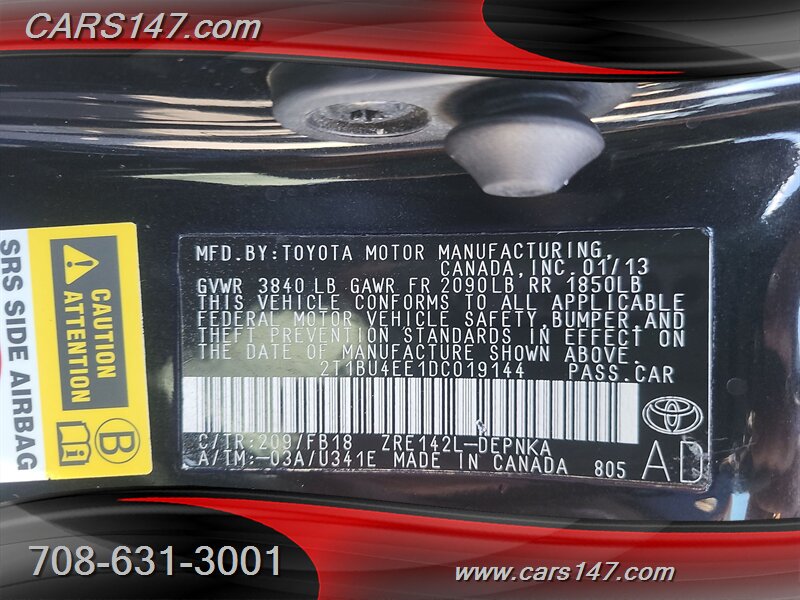 CARS147.com
MFD.BY:TOYOTA MOTOR MANUFACTURING,
CANADA,INC.01/13
GVWR 3840 LB GAWR FR 2090LB RR 1850LB
THIS VEHICLE CONFORMS TO ALL APPLICABLE
FEDERAL MOTOR VEHICLE SAFETY,BUMPER,AND
THEFT PREVENTION STANDARDS IN EFFECT ON
THE DATE OF MANUFACTURE SHOWN ABOVE.
2T1BU4EE1DC019144 PASS.CAR
C/TR:209/FB18 ZRE142L-DEPNKA
A/TM:-03A/U341E MADE IN CANADA 805
AD
SRS SIDE AIRBAG
CAUTION
ATTENTION
B
708-631-3001
www.cars147.com